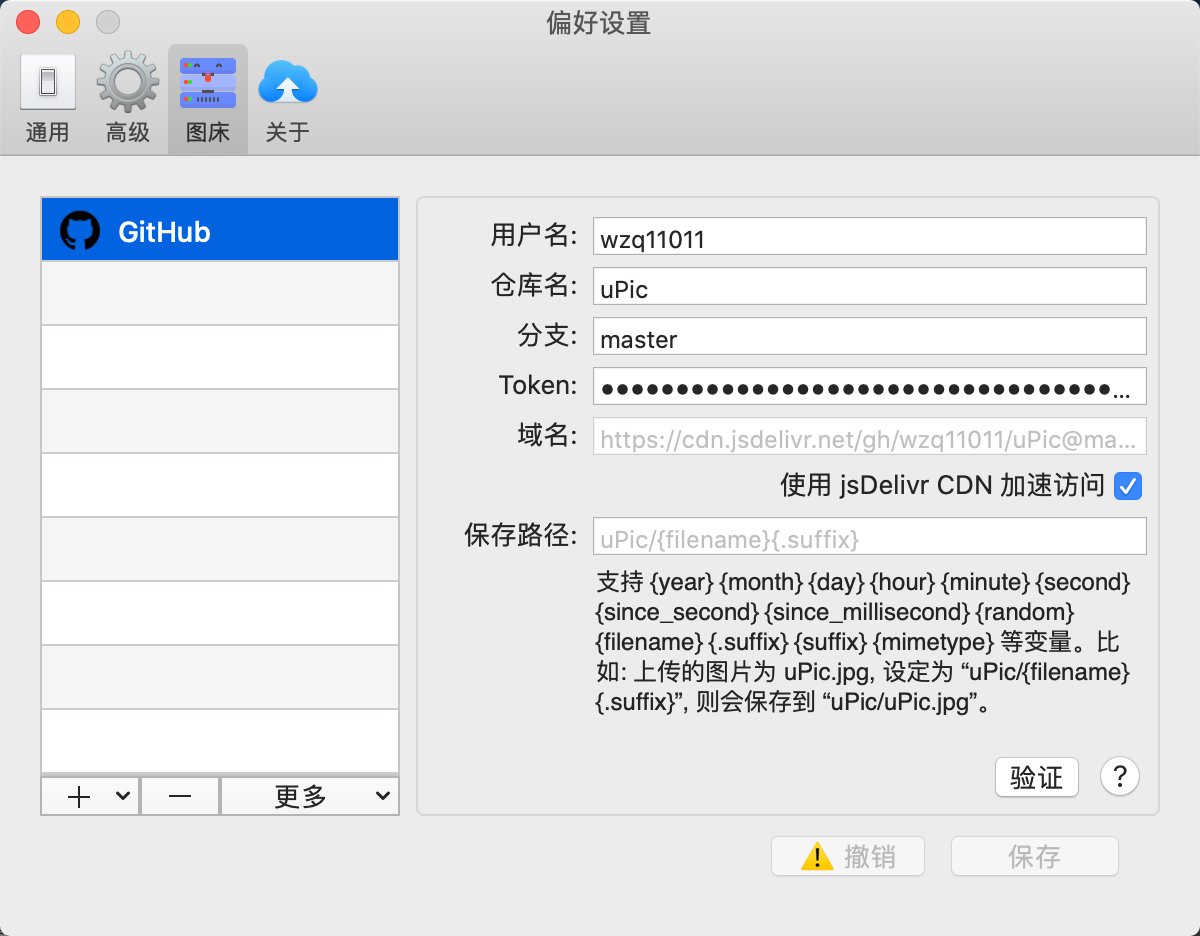 偏好设置
通用
高级
图床
关于
GitHub
用户名: wzq11011
仓库名: uPic
分支: master
Token: ●●●●●●●●●●●●●●●●●●●●●●●●●●●●●●●●●●...
域名: https://cdn.jsdelivr.net/gh/wzq11011/uPic@ma...
使用 jsDelivr CDN 加速访问
保存路径: uPic/{filename}{.suffix}
支持 {year} {month} {day} {hour} {minute} {second}
{since_second} {since_millisecond} {random}
{filename} {.suffix} {suffix} {mimetype} 等变量。比
如: 上传的图片为 uPic.jpg, 设定为 “uPic/{filename}
{.suffix}”, 则会保存到 “uPic/uPic.jpg”。
验证
?
更多
撤销
保存